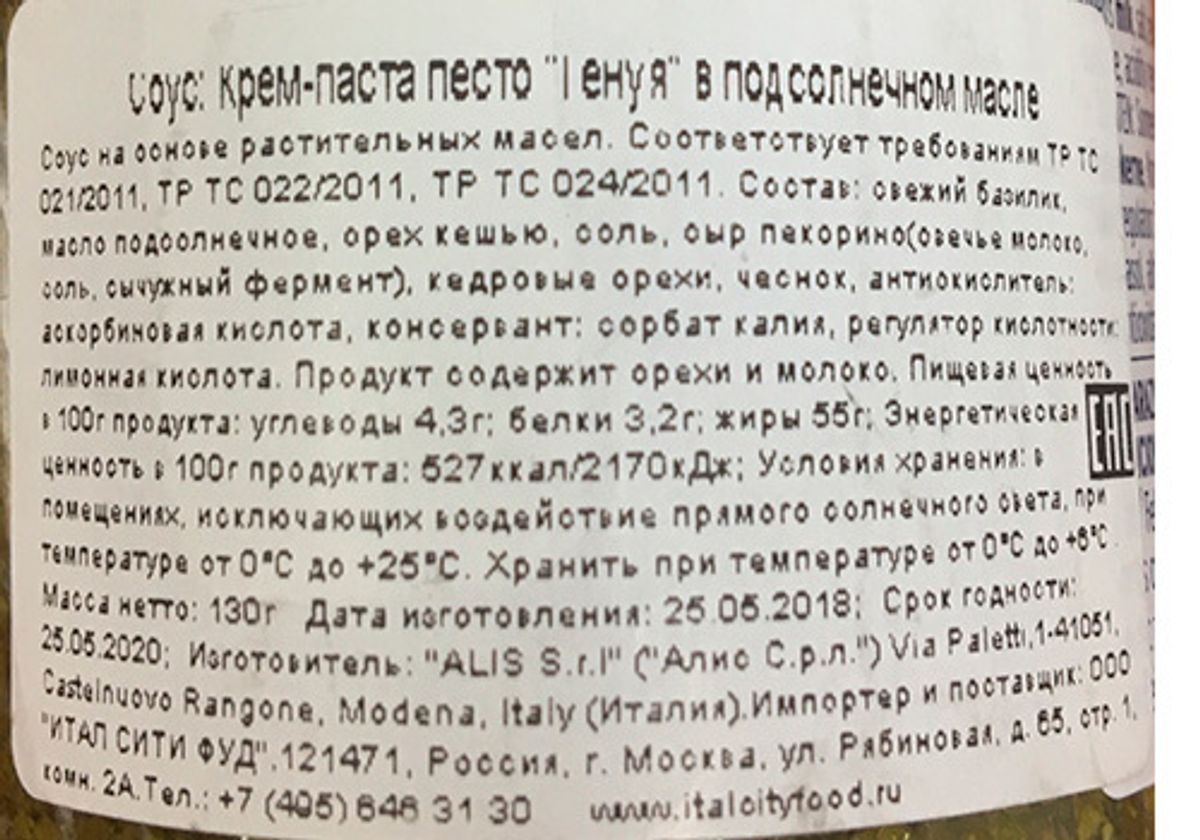 Соус: Крем-паста песто "Генуя" в подсолнечном масле
Соус на основе растительных масел. Соответствует требованиям ТР ТС
021/2011, ТР ТС 022/2011, ТР ТС 024/2011. Состав: свежий базилик,
масло подсолнечное, орех кешью, соль, сыр пекорино(овечье молоко,
соль, сычужный фермент), кедровые орехи, чеснок, антиокислитель:
аскорбиновая кислота, консервант: сорбат калия, регулятор кислотности:
лимонная кислота. Продукт содержит орехи и молоко. Пищевая ценность
в 100г продукта: углеводы 4,3г; белки 3,2г; жиры 55г; Энергетическая
ценность в 100г продукта: 527ккал/2170кДж; Условия хранения: в
помещениях, исключающих воздействие прямого солнечного света, при
температуре от 0°С до +25°С. Хранить при температуре от 0°С до +6°С.
Масса нетто: 130г Дата изготовления: 25.05.2018; Срок годности:
25.05.2020; Изготовитель: "ALIS S.r.l" ("Алис С.р.л.") Via Paletti,1-41051,
Castelnuovo Rangone, Modena, Italy (Италия).Импортер и поставщик: ООО
"ИТАЛ СИТИ ФУД".121471, Россия, г. Москва, ул. Рябиновая, д. 65, стр. 1,
комн. 2А.Тел.: +7 (495) 646 31 30 www.italcityfood.ru
EAC